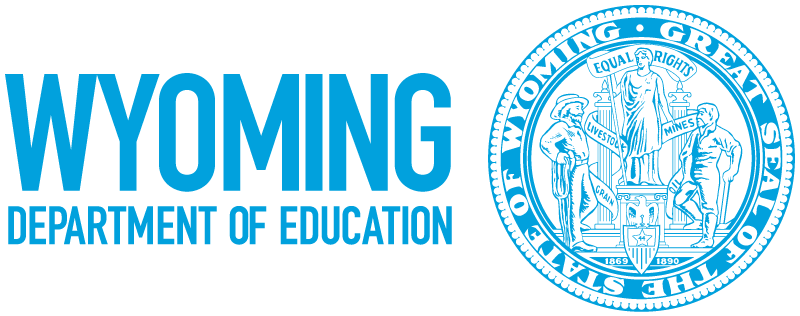 WYOMING
DEPARTMENT OF EDUCATION
GREAT SEAL OF THE STATE OF WYOMING ·
EQUAL RIGHTS
LIVESTOCK
MINES
GRAIN
1869 1890